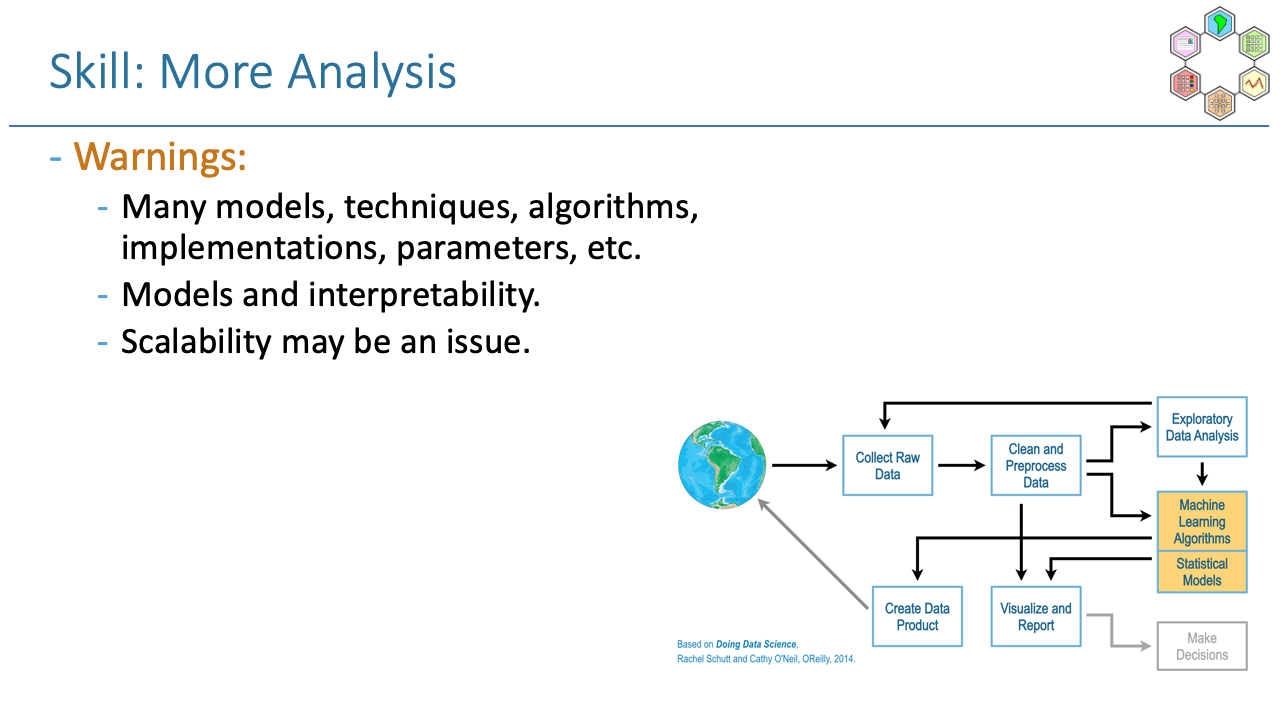 Skill: More Analysis
- Warnings:
- Many models, techniques, algorithms,
implementations, parameters, etc.
- Models and interpretability.
- Scalability may be an issue.
Collect Raw
Data
Clean and
Preprocess
Data
Exploratory
Data Analysis
Machine
Learning
Algorithms
Statistical
Models
Create Data
Product
Visualize and
Report
Make
Decisions
Based on Doing Data Science,
Rachel Schutt and Cathy O'Neil, OReilly, 2014.